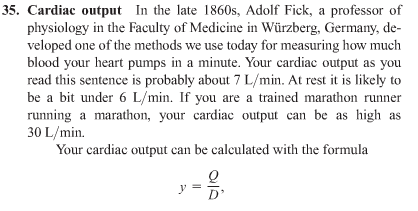 35. Cardiac output In the late 1860s, Adolf Fick, a professor of
physiology in the Faculty of Medicine in Würzberg, Germany, de-
veloped one of the methods we use today for measuring how much
blood your heart pumps in a minute. Your cardiac output as you
read this sentence is probably about 7 L/min. At rest it is likely to
be a bit under 6 L/min. If you are a trained marathon runner
running a marathon, your cardiac output can be as high as
30 L/min.
Your cardiac output can be calculated with the formula
y = Q/D,